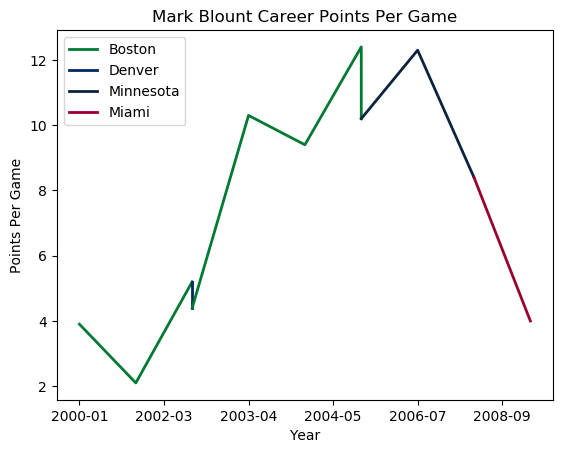 Mark Blount Career Points Per Game
Boston
Denver
Minnesota
Miami
12
10
8
6
4
2
Points Per Game
2000-01
2002-03
2003-04
2004-05
2006-07
2008-09
Year